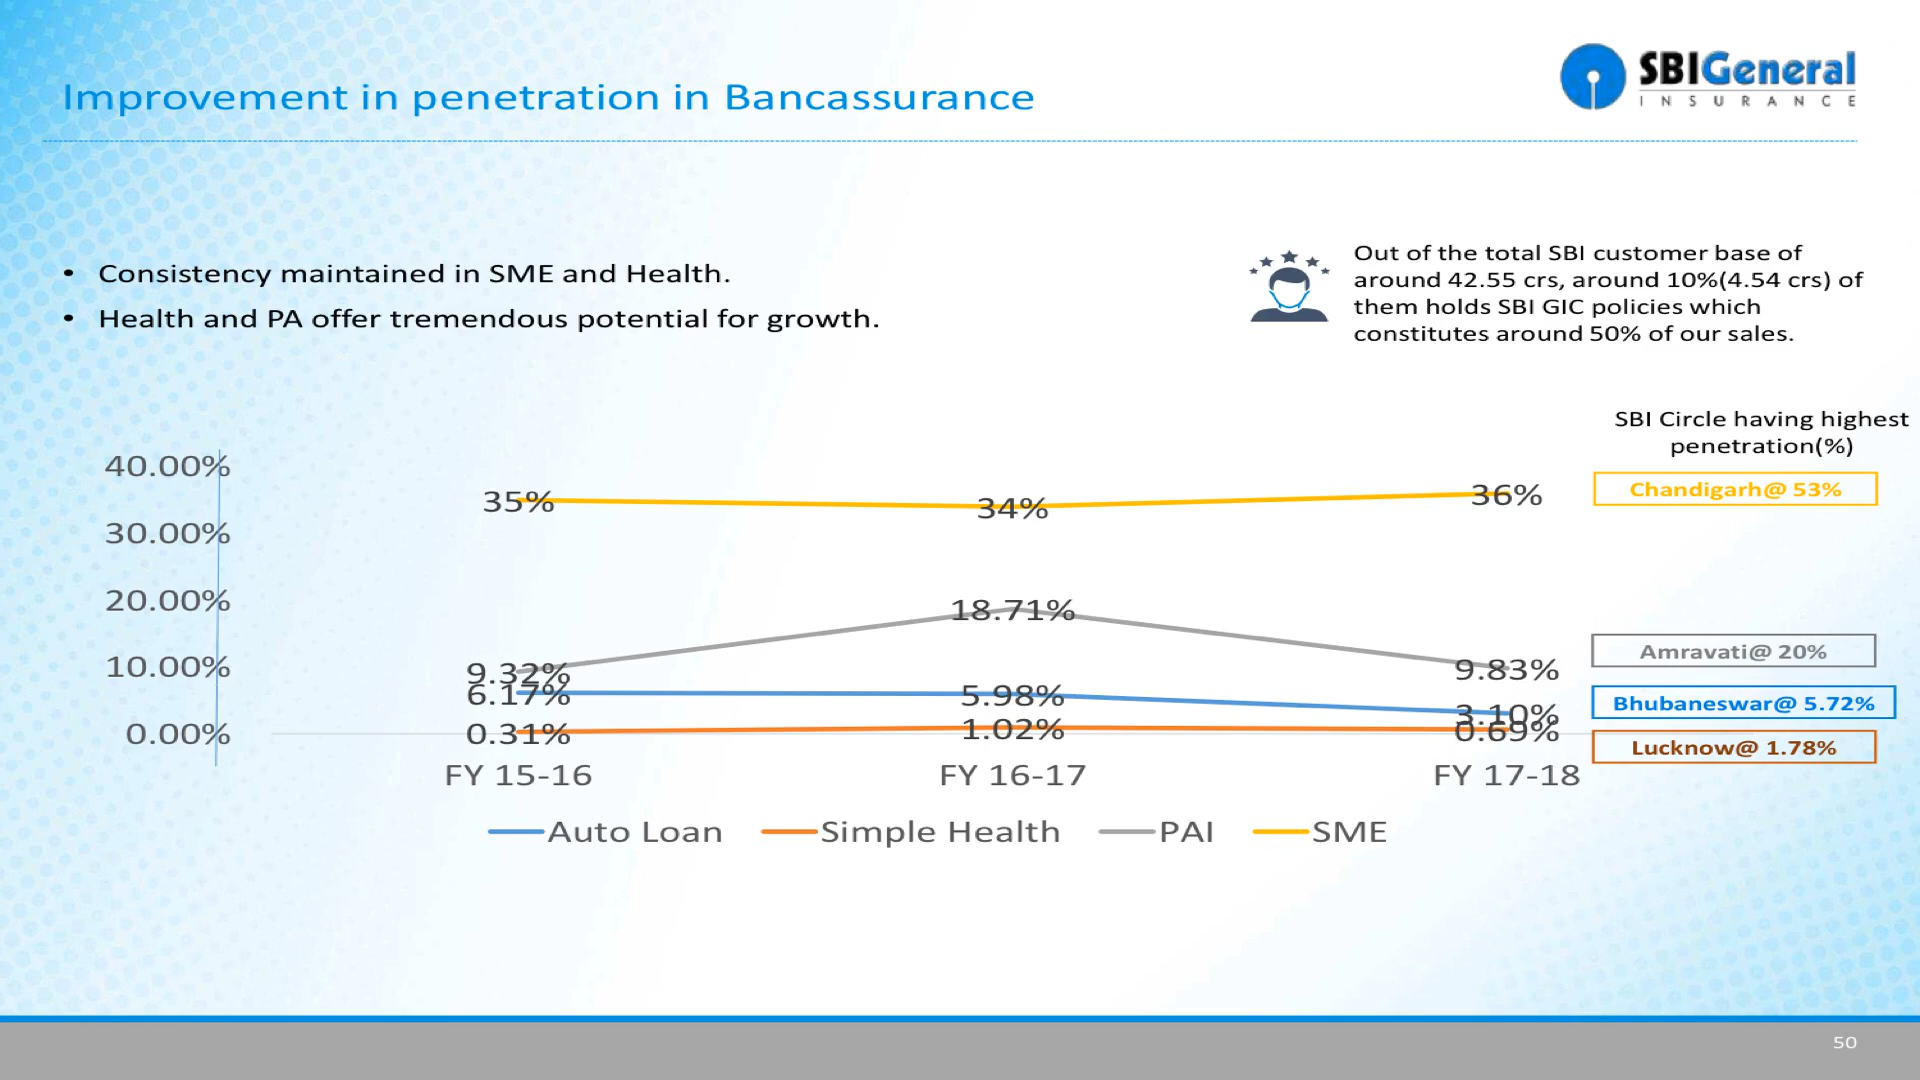 Improvement in penetration in Bancassurance
SBIGeneral
INSURANCE
• Consistency maintained in SME and Health.
• Health and PA offer tremendous potential for growth.
Out of the total SBI customer base of
around 42.55 crs, around 10%(4.54 crs) of
them holds SBI GIC policies which
constitutes around 50% of our sales.
SBI Circle having highest
penetration(%)
40.00%
30.00%
20.00%
10.00%
0.00%
35% 34% 36%
Chandigarh@ 53%
9.32% 18.71% 9.83%
Amravati@ 20%
6.17% 5.98% 3.10%
Bhubaneswar@ 5.72%
0.31% 1.02% 0.69%
Lucknow@ 1.78%
FY 15-16 FY 16-17 FY 17-18
Auto Loan Simple Health PAI SME
50